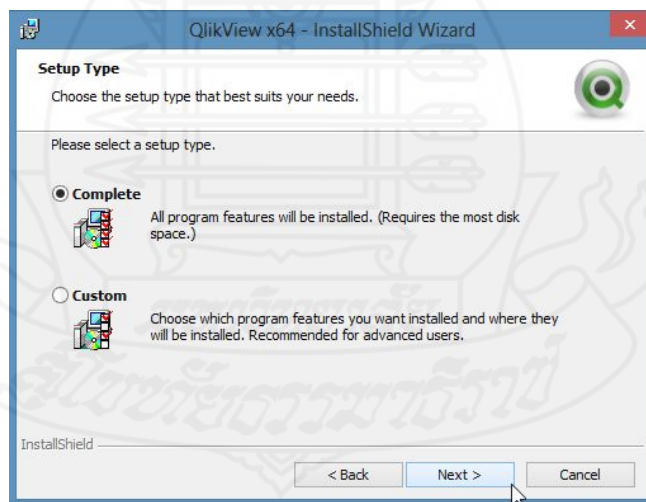 QlikView x64 - InstallShield Wizard
Setup Type
Choose the setup type that best suits your needs.
Please select a setup type.
Complete
All program features will be installed. (Requires the most disk
space.)
Custom
Choose which program features you want installed and where they
will be installed. Recommended for advanced users.
InstallShield
< Back
Next >
Cancel